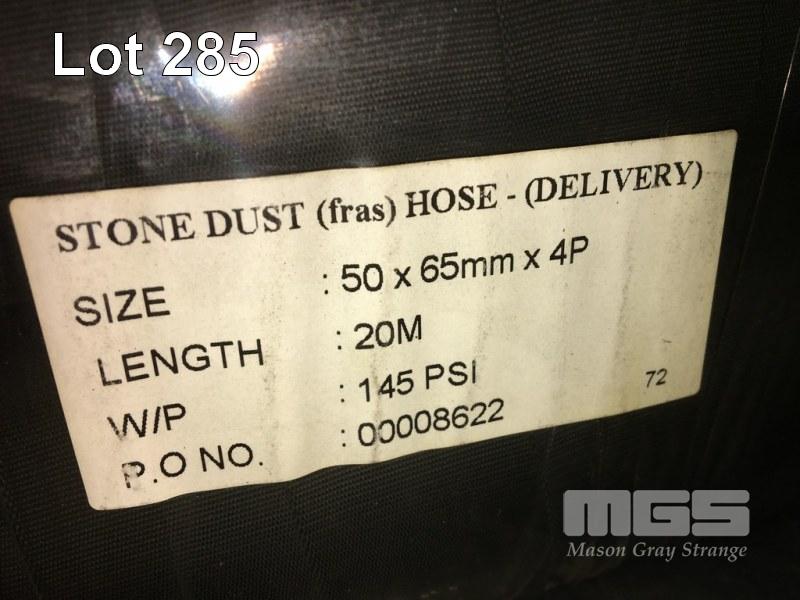 Lot 285
STONE DUST (fras) HOSE - (DELIVERY)
SIZE : 50 x 65mm x 4P
LENGTH : 20M
W/P : 145 PSI
P.O NO. : 00008622
72
MGS
Mason Gray Strange